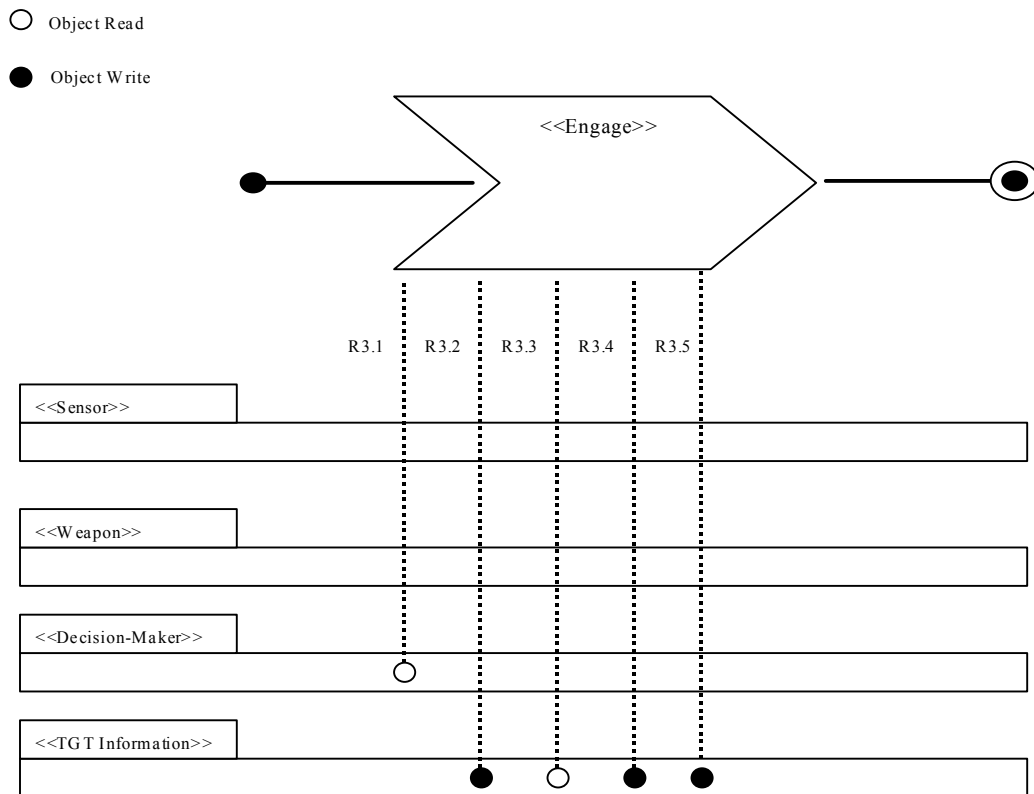 Object Read
Object Write
<<Engage>>
R3.1 R3.2 R3.3 R3.4 R3.5
<<Sensor>>
<<Weapon>>
<<Decision-Maker>>
<<TGT Information>>